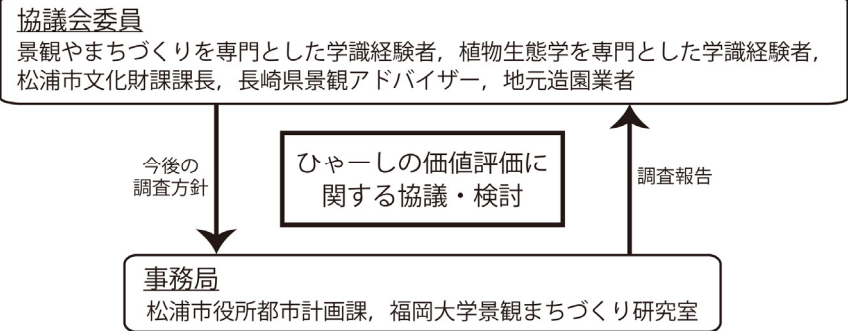 協議会委員
景観やまちづくりを専門とした学識経験者，植物生態学を専門とした学識経験者，
松浦市文化財課課長，長崎県景観アドバイザー，地元造園業者
今後の
調査方針
ひゃーしの価値評価に
関する協議・検討
調査報告
事務局
松浦市役所都市計画課，福岡大学景観まちづくり研究室